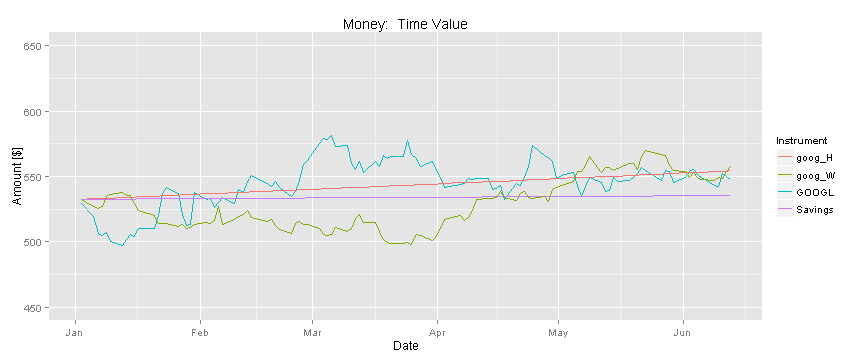 Money:  Time Value
Amount [$]
650
600
550
500
450
Jan Feb Mar Apr May Jun
Date
Instrument
goog_H
goog_W
GOOGL
Savings